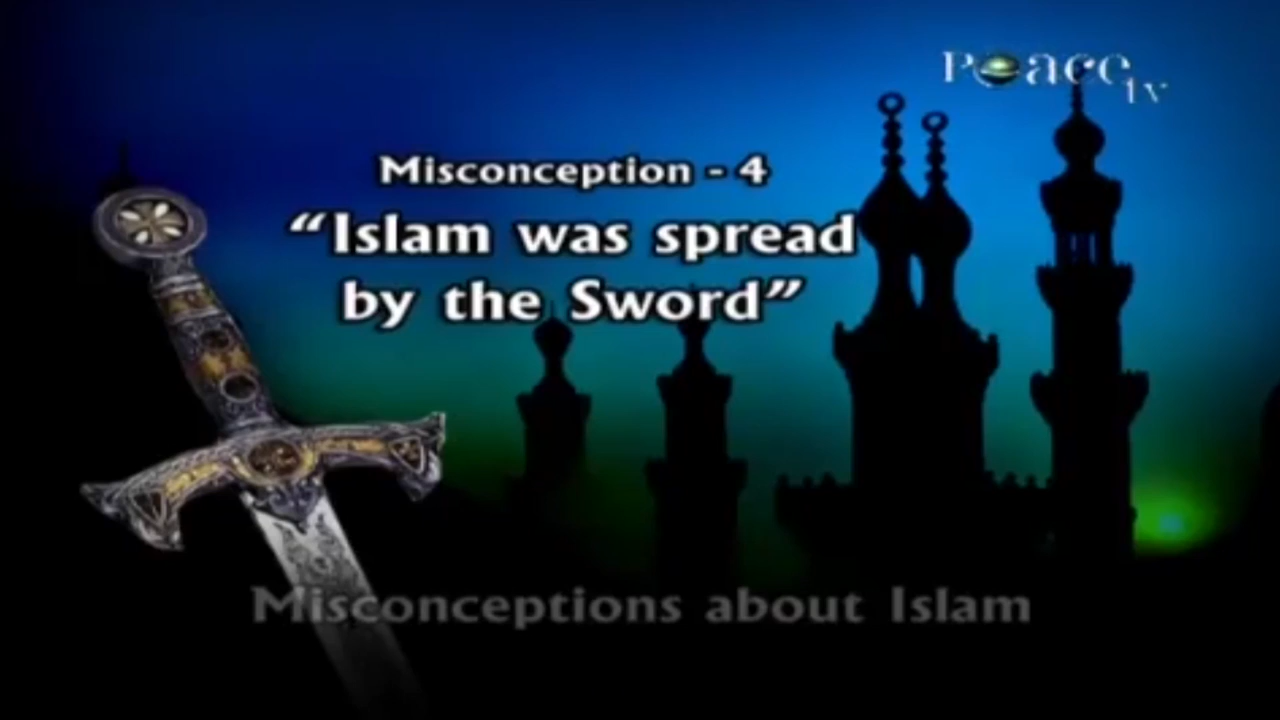 Peace tv
Misconception - 4
“Islam was spread
by the Sword”
Misconceptions about Islam